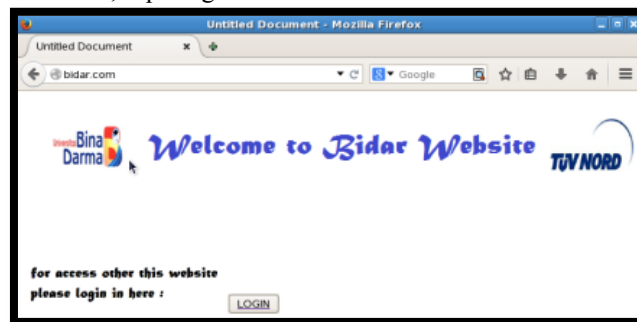 Untitled Document - Mozilla Firefox
Untitled Document
bidar.com
Google
Universitas Bina
Darma
Welcome to Bidar Website
TÜV NORD
for access other this website
please login in here :
LOGIN